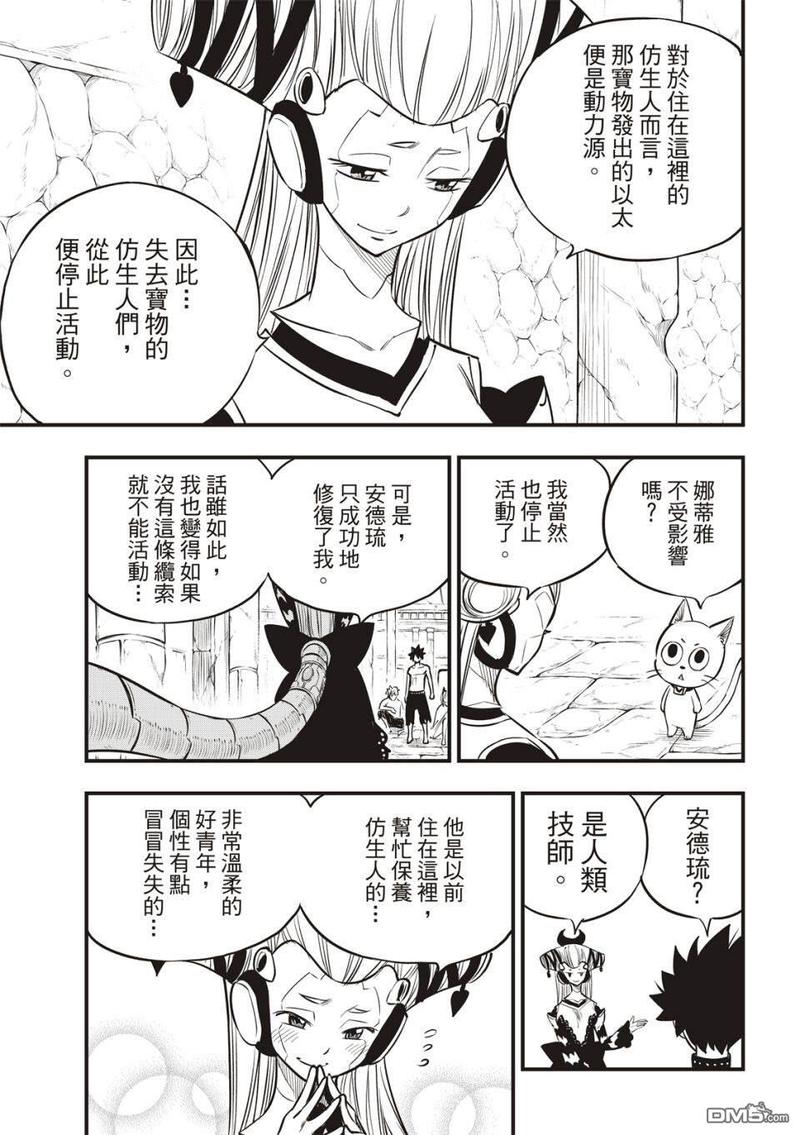 對於住在這裡的
仿生人而言，
那寶物發出的以太
便是動力源。
因此…
失去寶物的
仿生人們，
從此
便停止活動。
娜蒂雅
不受影響
嗎？
我當然
也停止
活動了。
可是，
安德琉
只成功地
修復了我。
話雖如此，
我也變得如果
沒有這條纜索
就不能活動…
安德琉？
是人類
技師。
他是以前
住在這裡，
幫忙保養
仿生人的…
非常溫柔的
好青年，
個性有點
冒冒失失的…
DM5.com